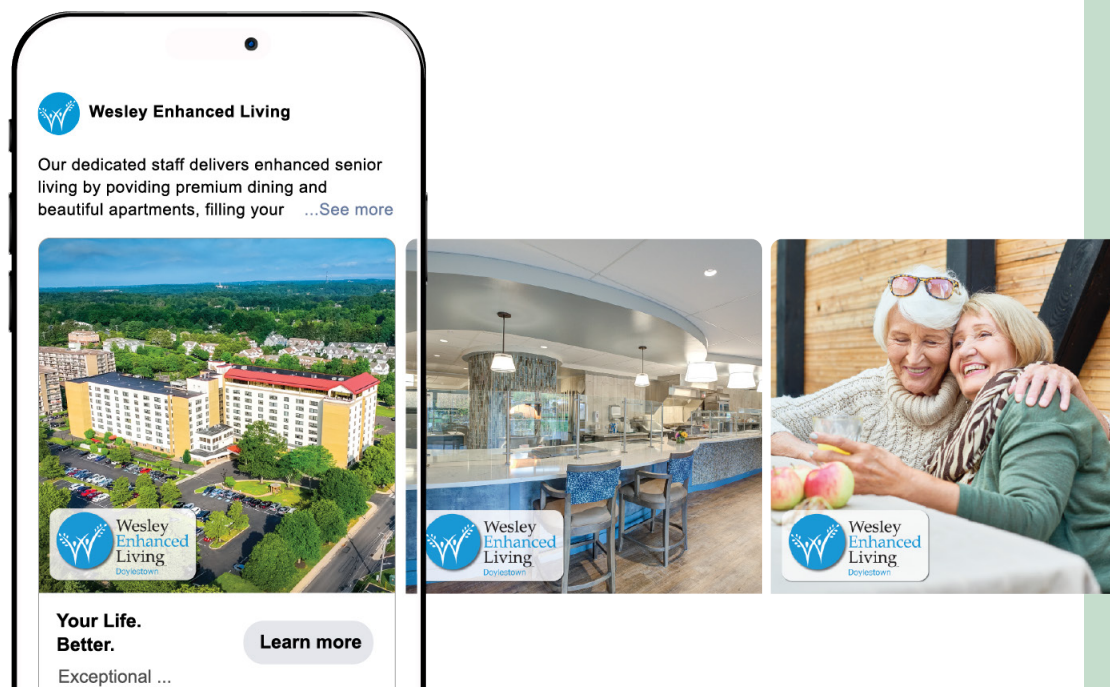 Wesley Enhanced Living
Our dedicated staff delivers enhanced senior
living by poviding premium dining and
beautiful apartments, filling your ...See more
Wesley
Enhanced
Living
Doylestown
Wesley
Enhanced
Living
Doylestown
Wesley
Enhanced
Living
Doylestown
Your Life.
Better.
Learn more
Exceptional ...